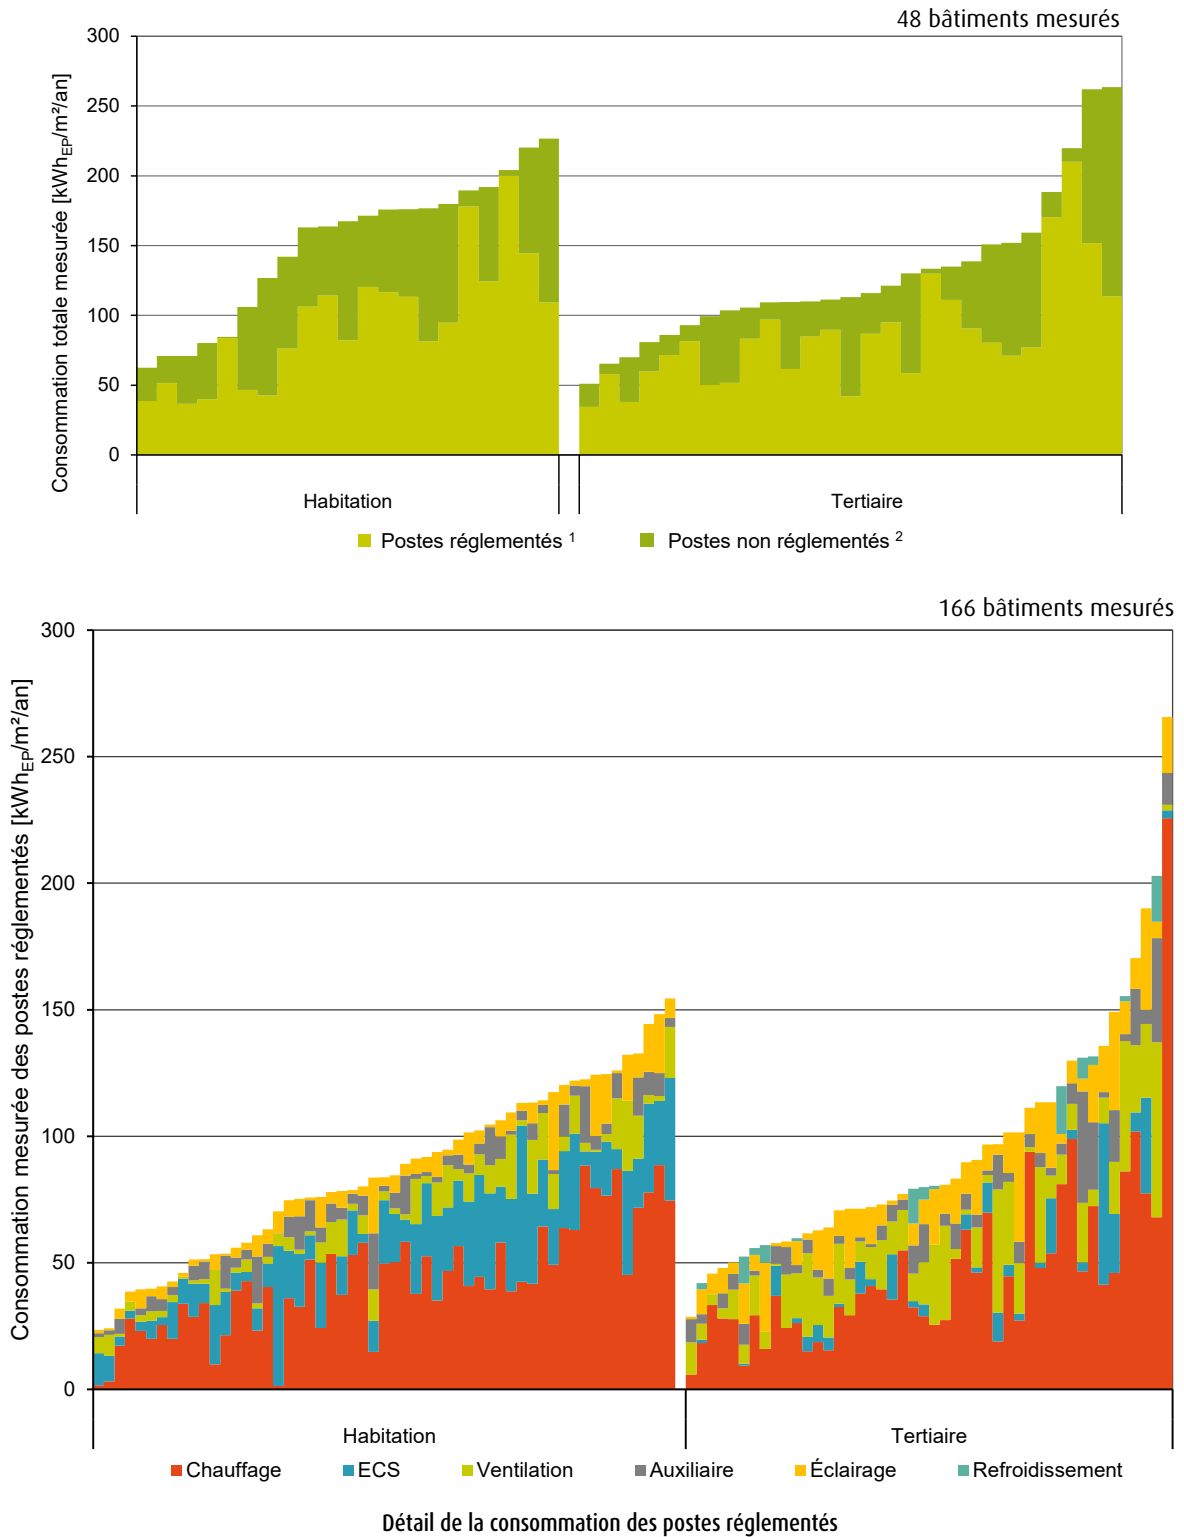 48 bâtiments mesurés
Consommation totale mesurée [kWhEP/m²/an]
300
250
200
150
100
50
0
Habitation
Tertiaire
Postes réglementés 1
Postes non réglementés 2
166 bâtiments mesurés
Consommation mesurée des postes réglementés [kWhEP/m²/an]
300
250
200
150
100
50
0
Habitation
Tertiaire
Chauffage
ECS
Ventilation
Auxiliaire
Éclairage
Refroidissement
Détail de la consommation des postes réglementés